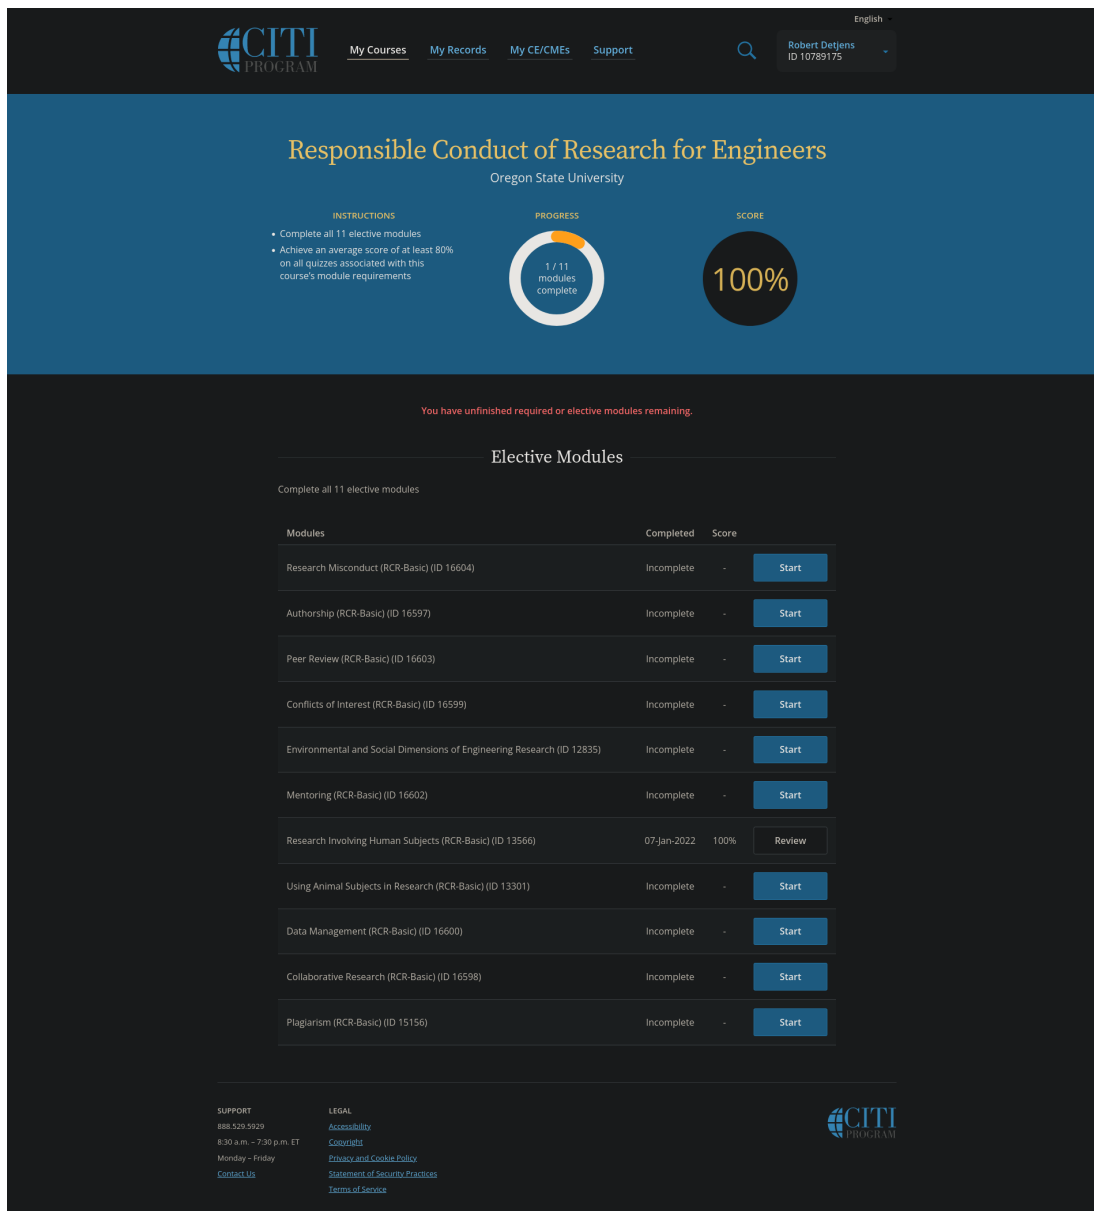 English
CITI
PROGRAM
My Courses My Records My CE/CMEs Support
Robert Detjens
ID 10789175
Responsible Conduct of Research for Engineers
Oregon State University
INSTRUCTIONS
• Complete all 11 elective modules
• Achieve an average score of at least 80%
on all quizzes associated with this
course's module requirements
PROGRESS
1 / 11
modules
complete
SCORE
100%
You have unfinished required or elective modules remaining.
Elective Modules
Complete all 11 elective modules
Modules Completed Score
Research Misconduct (RCR-Basic) (ID 16604) Incomplete - Start
Authorship (RCR-Basic) (ID 16597) Incomplete - Start
Peer Review (RCR-Basic) (ID 16603) Incomplete - Start
Conflicts of Interest (RCR-Basic) (ID 16599) Incomplete - Start
Environmental and Social Dimensions of Engineering Research (ID 12835) Incomplete - Start
Mentoring (RCR-Basic) (ID 16602) Incomplete - Start
Research Involving Human Subjects (RCR-Basic) (ID 13566) 07-Jan-2022 100% Review
Using Animal Subjects in Research (RCR-Basic) (ID 13301) Incomplete - Start
Data Management (RCR-Basic) (ID 16600) Incomplete - Start
Collaborative Research (RCR-Basic) (ID 16598) Incomplete - Start
Plagiarism (RCR-Basic) (ID 15156) Incomplete - Start
SUPPORT
888.529.5929
8:30 a.m. – 7:30 p.m. ET
Monday – Friday
Contact Us
LEGAL
Accessibility
Copyright
Privacy and Cookie Policy
Statement of Security Practices
Terms of Service
CITI
PROGRAM